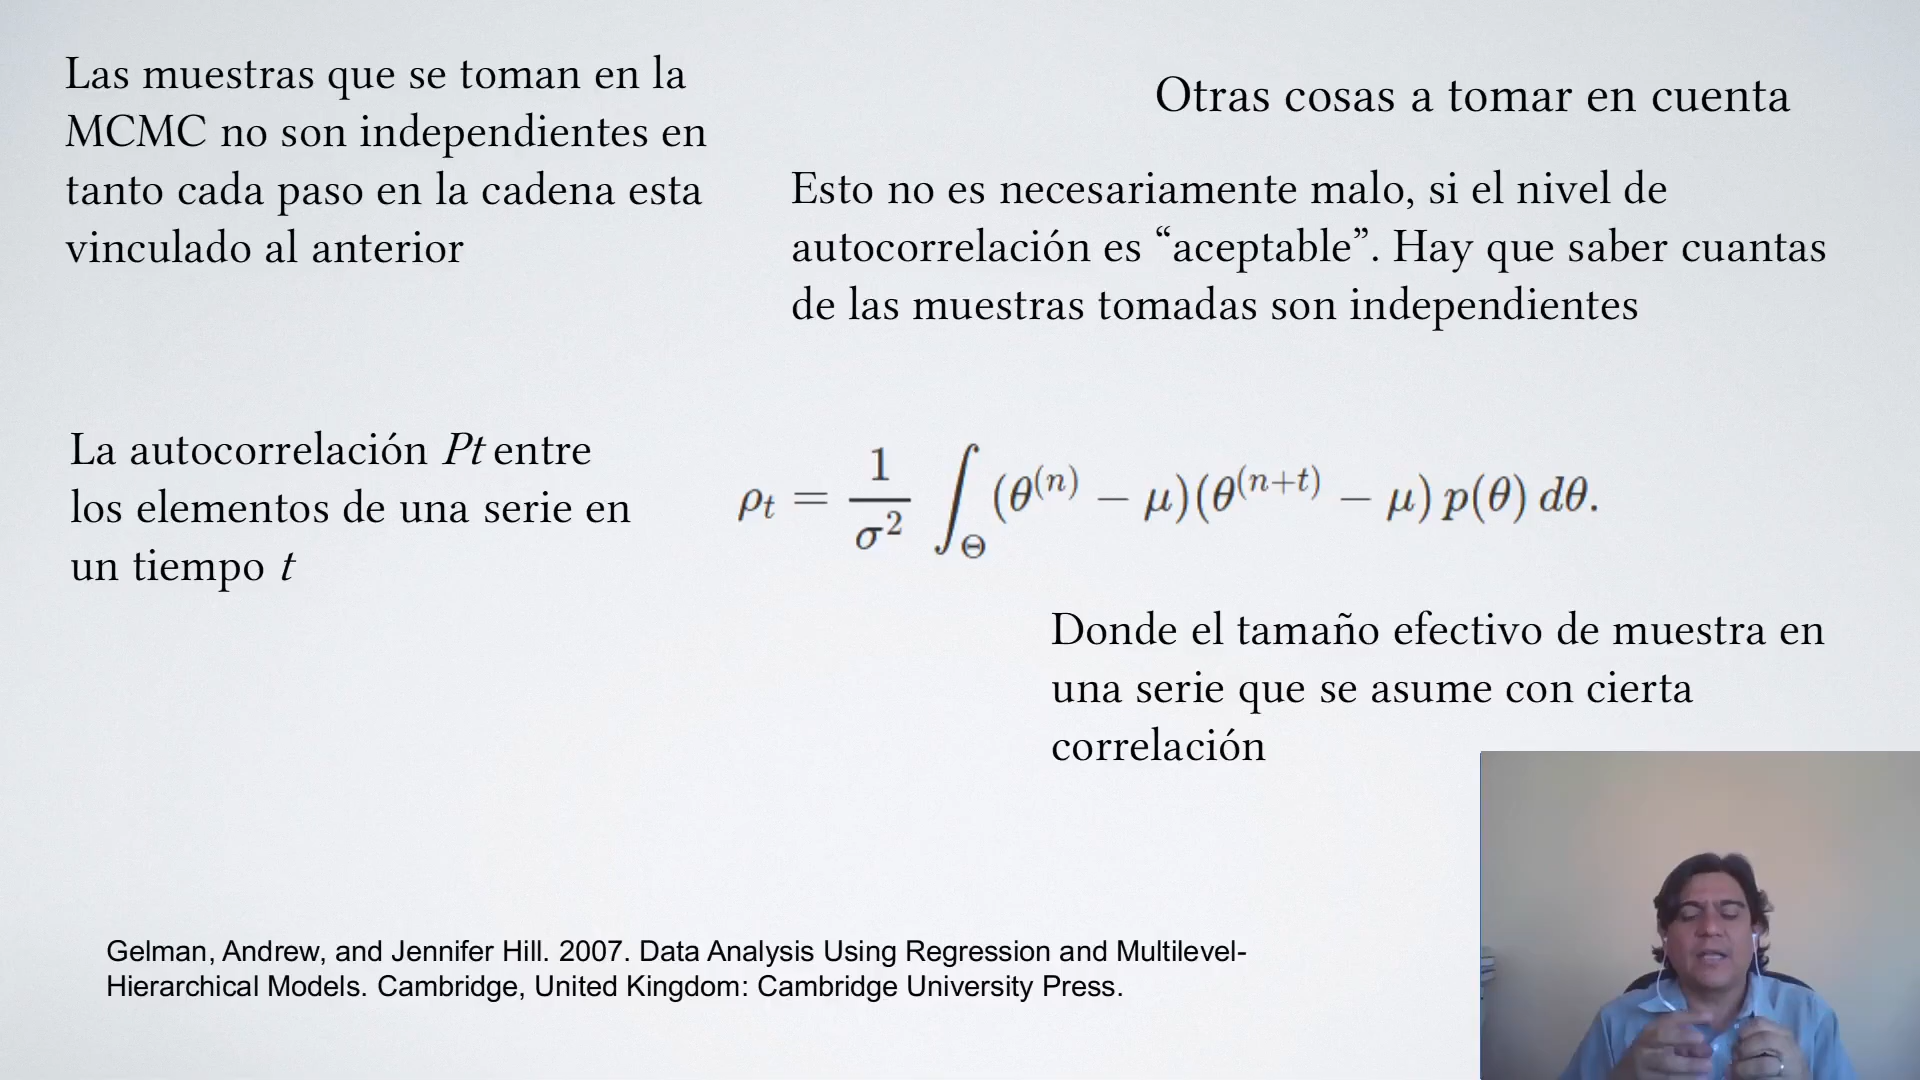 Las muestras que se toman en la
MCMC no son independientes en
tanto cada paso en la cadena esta
vinculado al anterior
Otras cosas a tomar en cuenta
Esto no es necesariamente malo, si el nivel de
autocorrelación es “aceptable”. Hay que saber cuantas
de las muestras tomadas son independientes
La autocorrelación Pt entre
los elementos de una serie en
un tiempo t
ρ_t = \frac{1}{σ^2} ∫_Θ (θ^{(n)} − μ)(θ^{(n+t)} − μ) p(θ) dθ.
Donde el tamaño efectivo de muestra en
una serie que se asume con cierta
correlación
Gelman, Andrew, and Jennifer Hill. 2007. Data Analysis Using Regression and Multilevel-
Hierarchical Models. Cambridge, United Kingdom: Cambridge University Press.